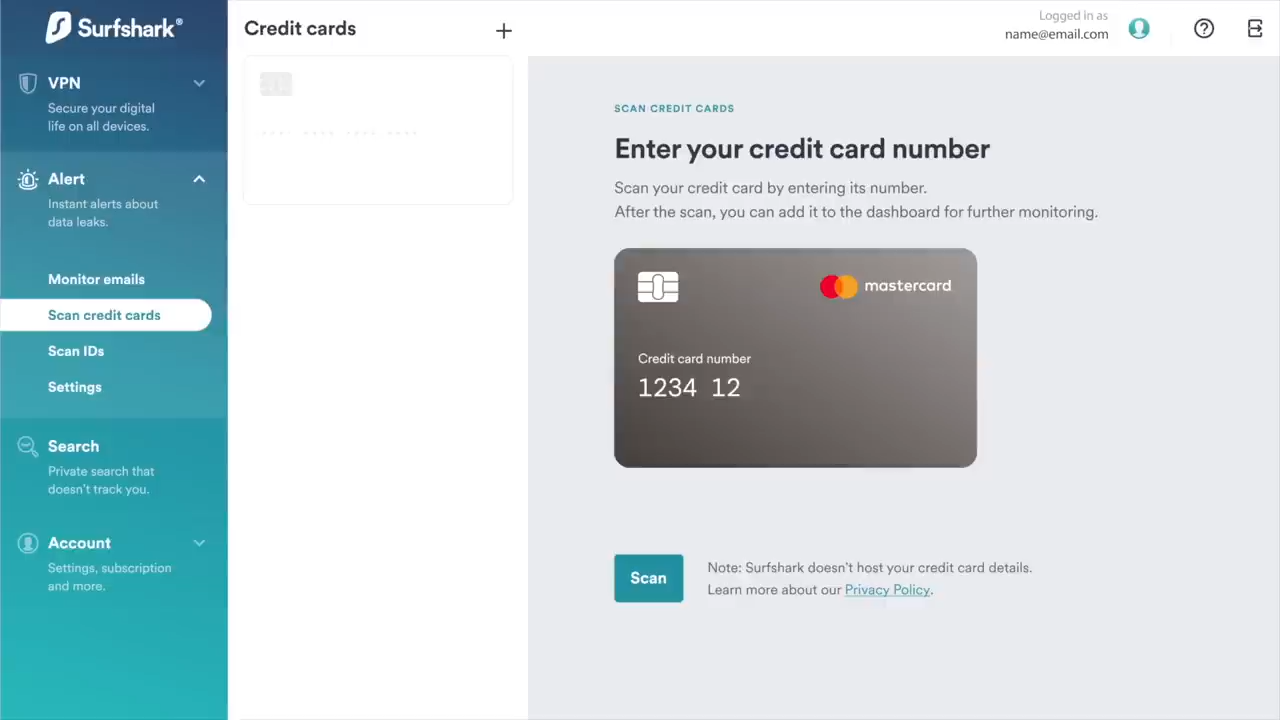 Surfshark®
VPN
Secure your digital
life on all devices.
Alert
Instant alerts about
data leaks.
Monitor emails
Scan credit cards
Scan IDs
Settings
Search
Private search that
doesn't track you.
Account
Settings, subscription
and more.
Credit cards
Logged in as
name@email.com
SCAN CREDIT CARDS
Enter your credit card number
Scan your credit card by entering its number.
After the scan, you can add it to the dashboard for further monitoring.
mastercard
Credit card number
1234 12
Scan
Note: Surfshark doesn't host your credit card details.
Learn more about our Privacy Policy.